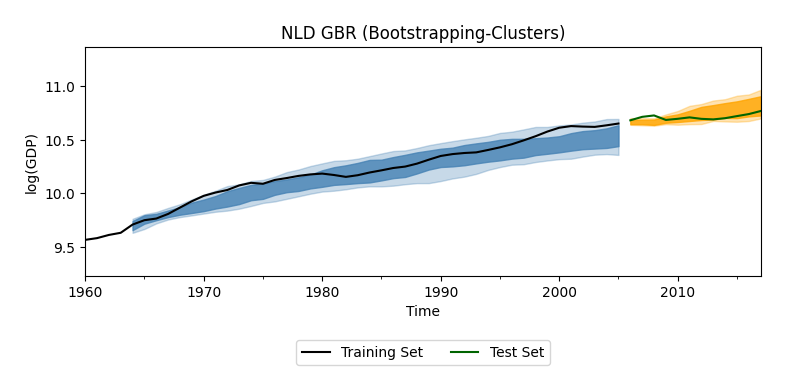 NLD GBR (Bootstrapping-Clusters)
log(GDP)
11.0
10.5
10.0
9.5
1960 1970 1980 1990 2000 2010
Time
Training Set Test Set